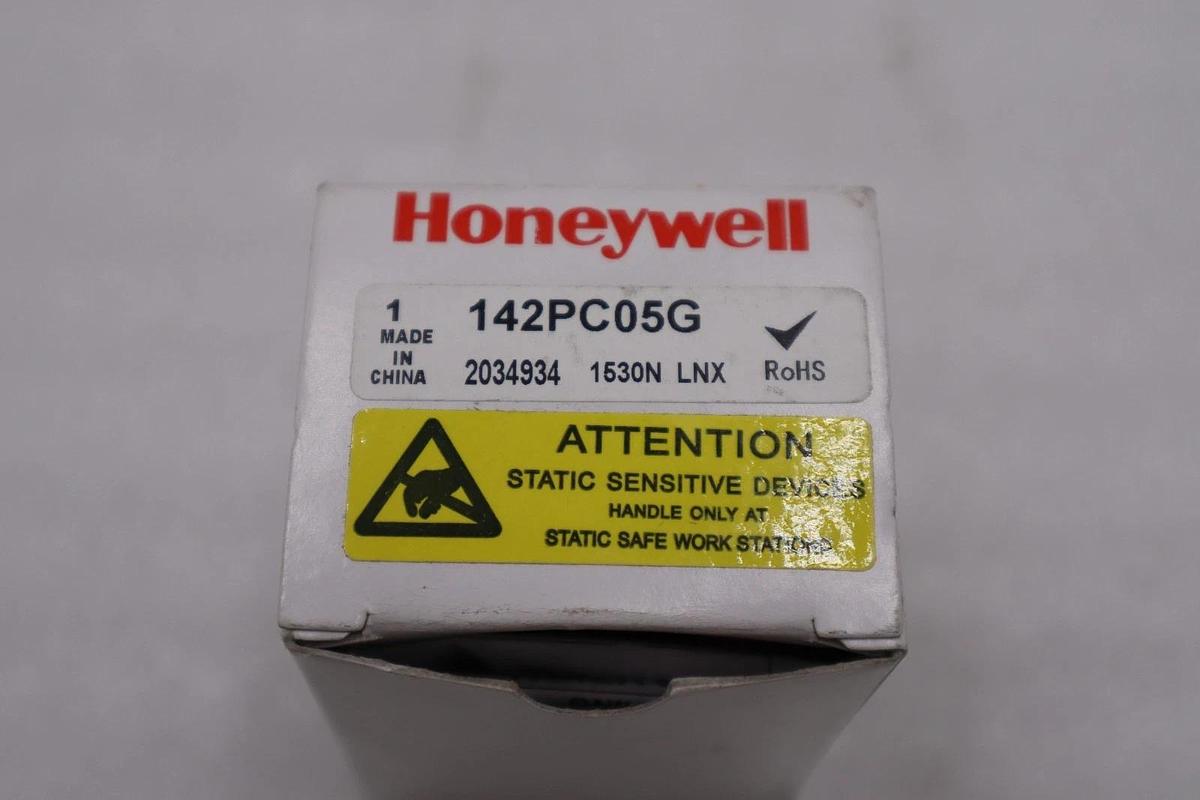 Honeywell
1 142PC05G
MADE
IN
CHINA 2034934 1530N LNX RoHS
ATTENTION
STATIC SENSITIVE DEVICES
HANDLE ONLY AT
STATIC SAFE WORK STATIONS